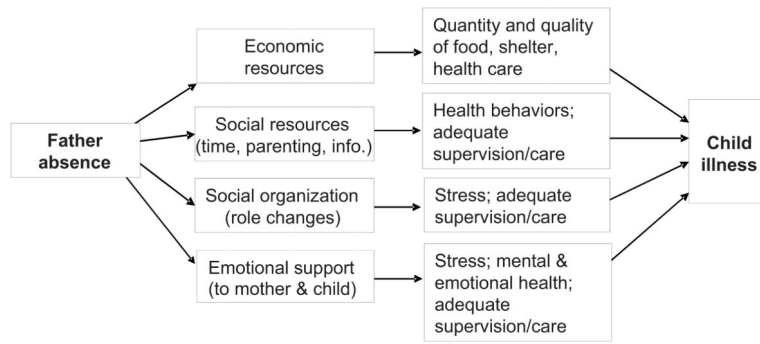 Father
absence
Economic
resources
Quantity and quality
of food, shelter,
health care
Social resources
(time, parenting, info.)
Health behaviors;
adequate
supervision/care
Social organization
(role changes)
Stress; adequate
supervision/care
Emotional support
(to mother & child)
Stress; mental &
emotional health;
adequate
supervision/care
Child
illness